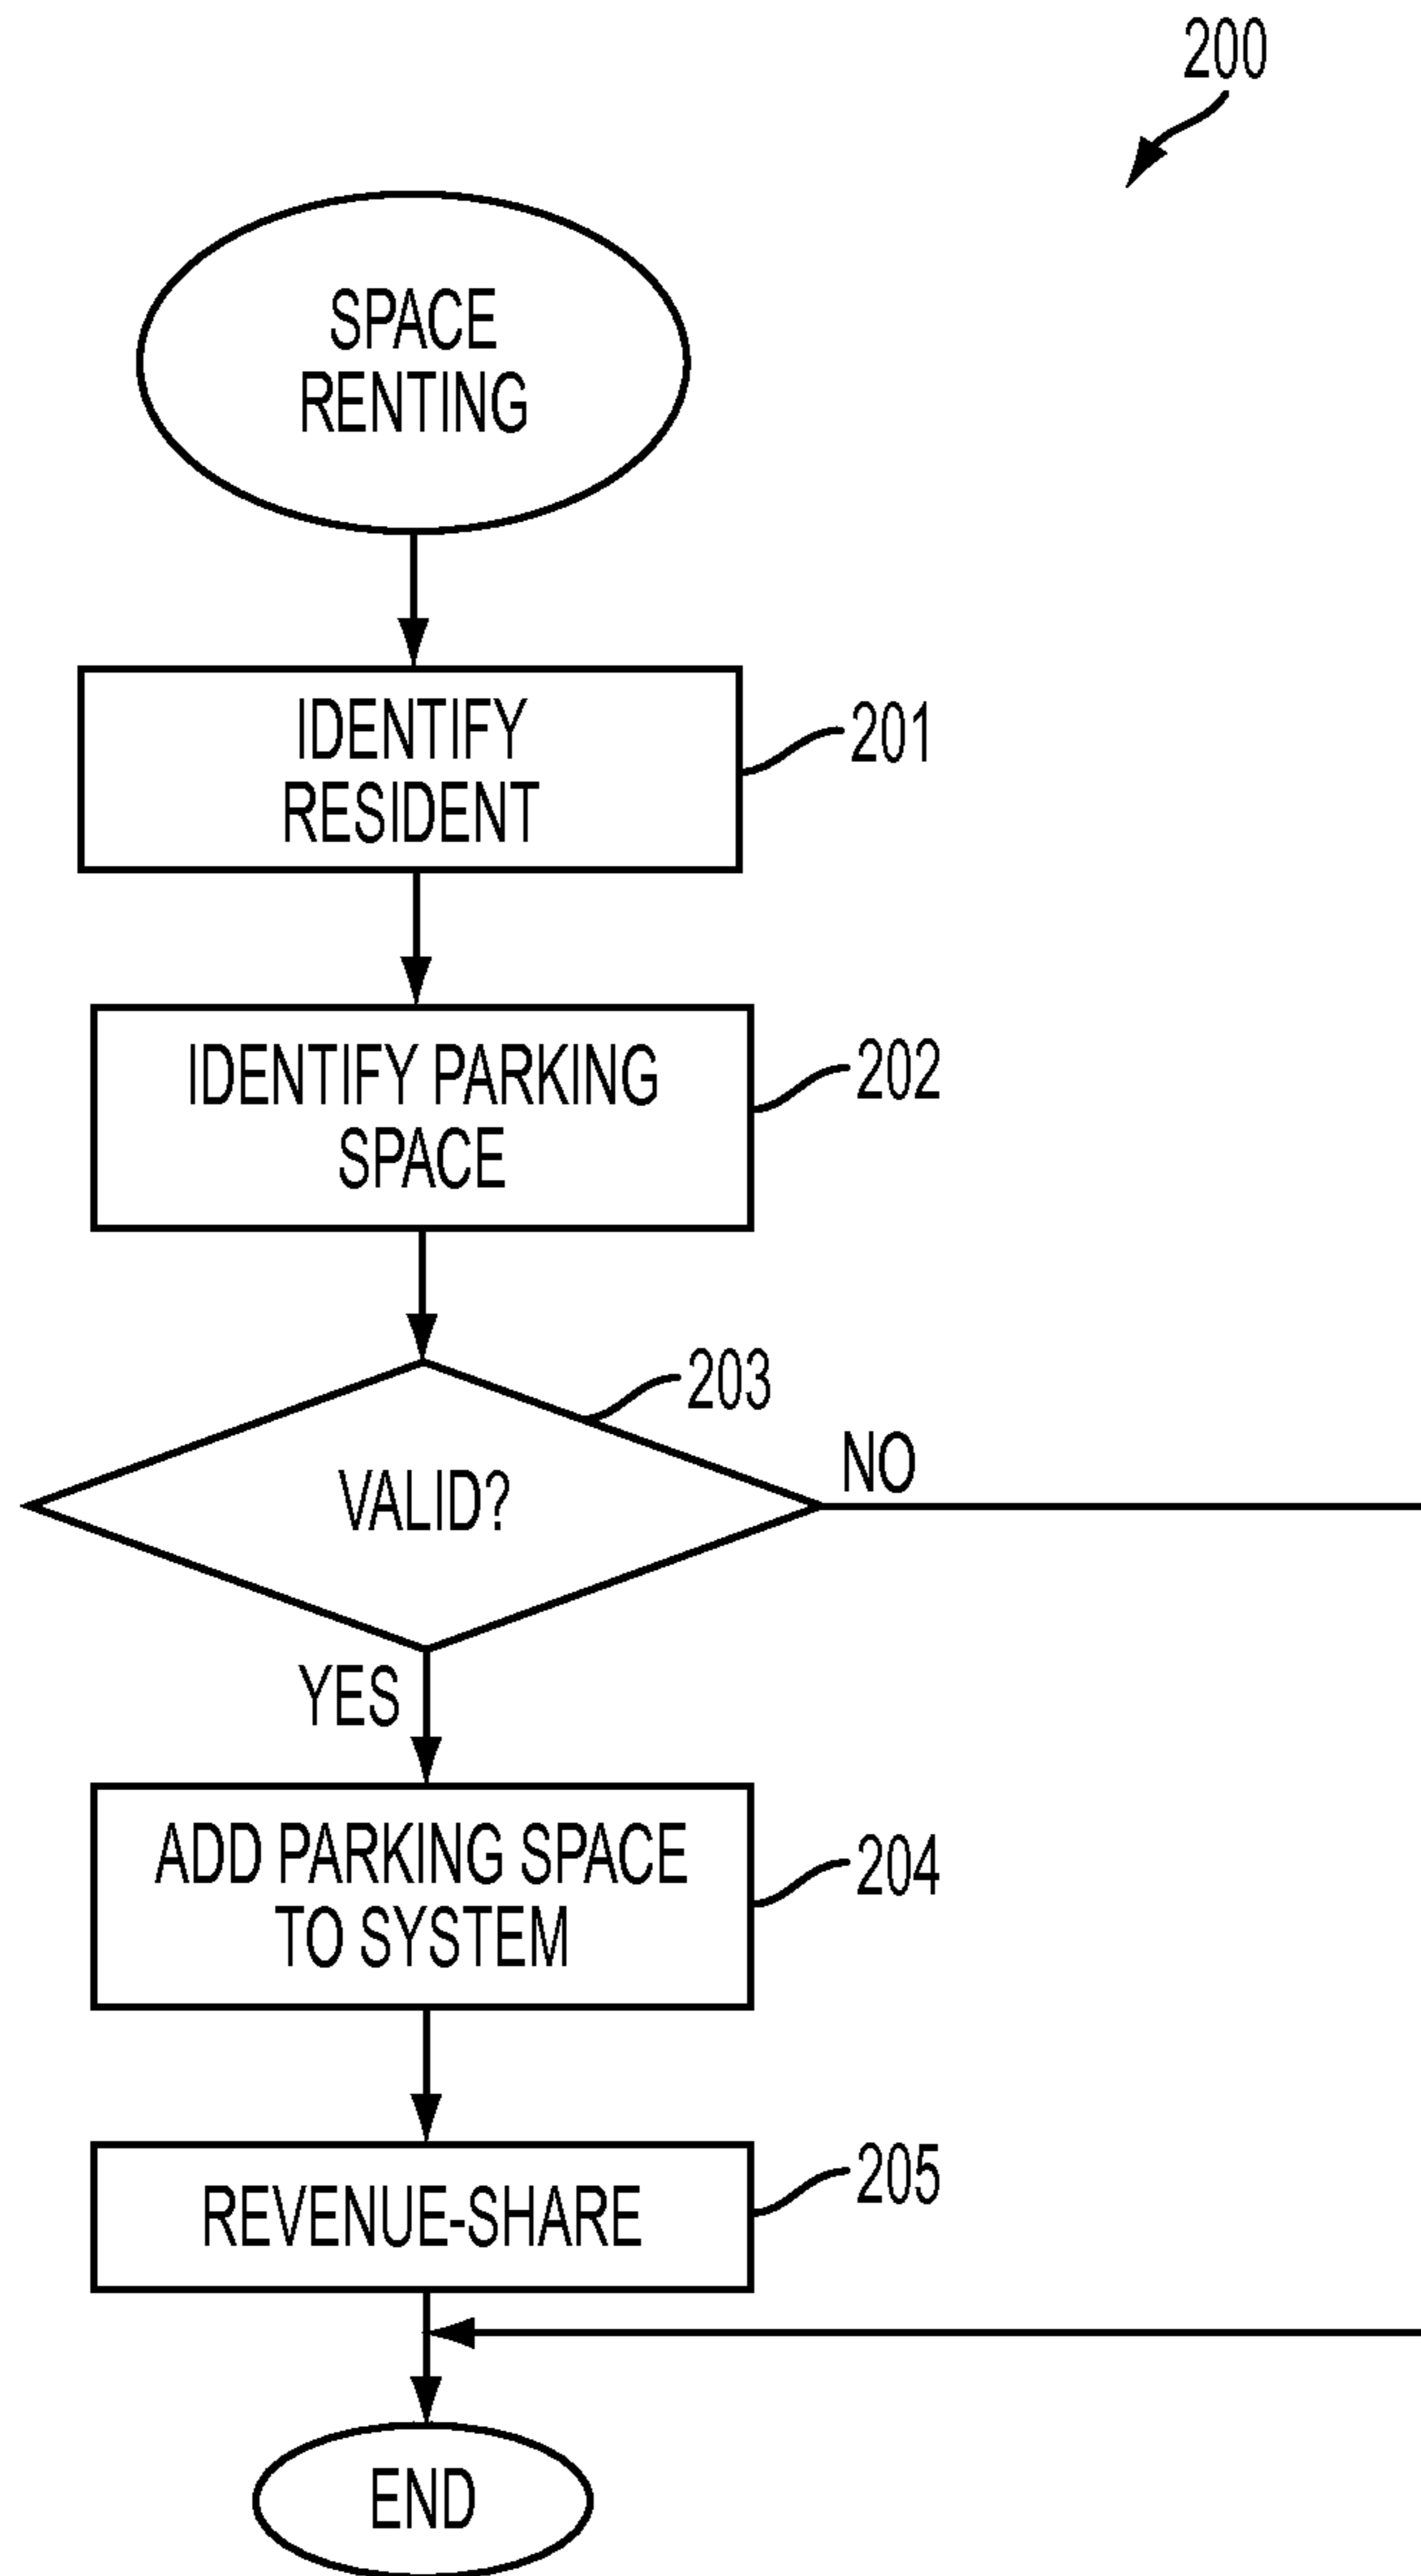 200
SPACE
RENTING
IDENTIFY
RESIDENT
201
IDENTIFY PARKING
SPACE
202
203
VALID?
NO
YES
ADD PARKING SPACE
TO SYSTEM
204
REVENUE-SHARE
205
END